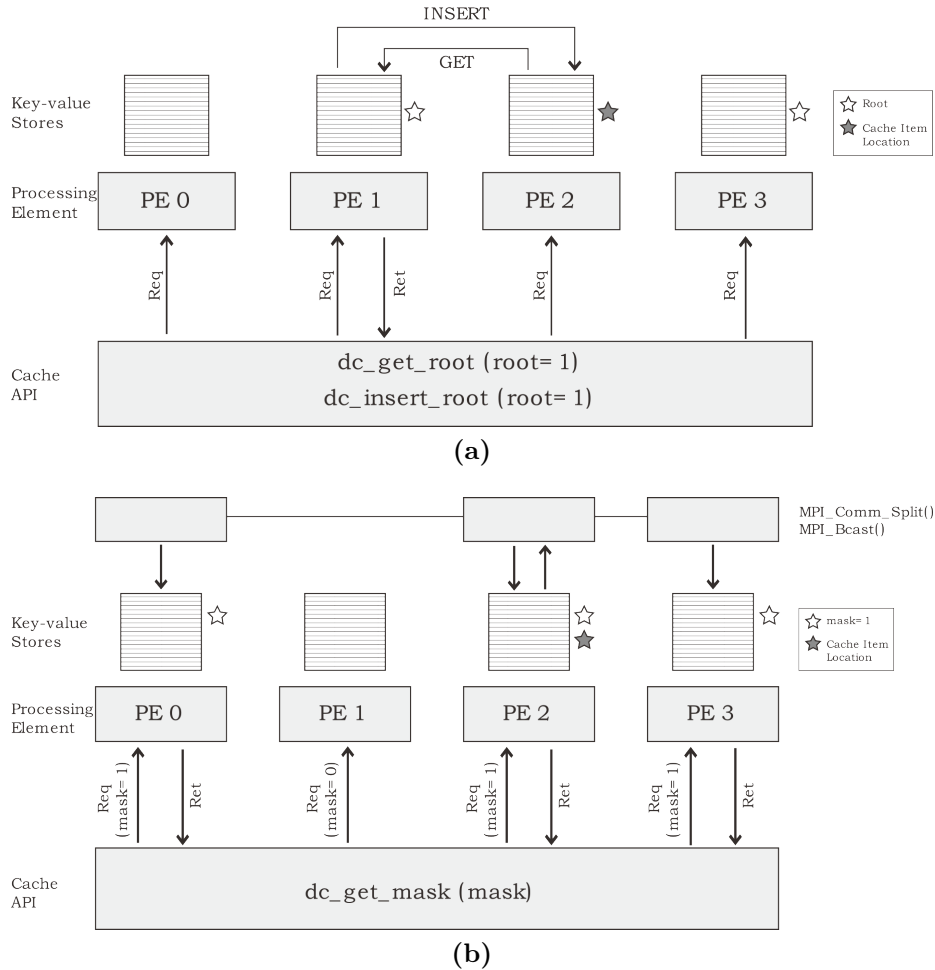 INSERT
GET
Key-value
Stores
Root
Cache Item
Location
Processing
Element
PE 0
PE 1
PE 2
PE 3
Req
Req
Ret
Req
Req
Cache
API
dc_get_root (root= 1)
dc_insert_root (root= 1)
(a)
MPI_Comm_Split()
MPI_Bcast()
Key-value
Stores
mask= 1
Cache Item
Location
Processing
Element
PE 0
PE 1
PE 2
PE 3
Req
(mask= 1)
Ret
Req
(mask= 0)
Req
(mask= 1)
Ret
Req
(mask= 1)
Ret
Cache
API
dc_get_mask (mask)
(b)